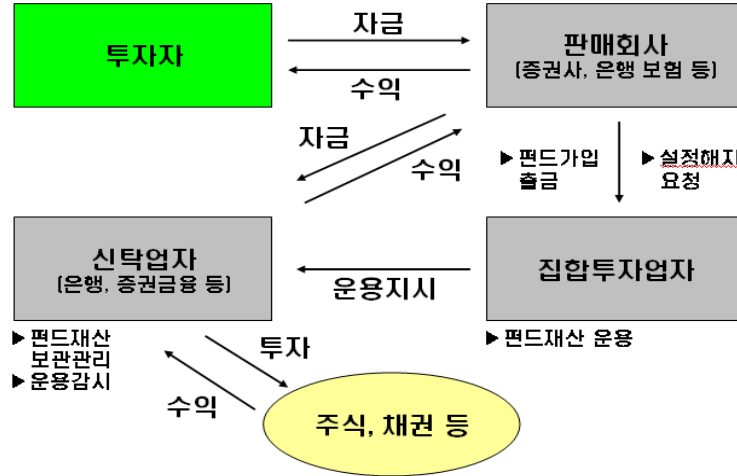 투자자
자금
수익
판매회사
(증권사, 은행 보험 등)
자금
수익
▶ 펀드가입
출금
▶ 설정해지
요청
신탁업자
(은행, 증권금융 등)
운용지시
집합투자업자
▶ 펀드재산
보관관리
▶ 운용감시
▶ 펀드재산 운용
투자
수익
주식, 채권 등